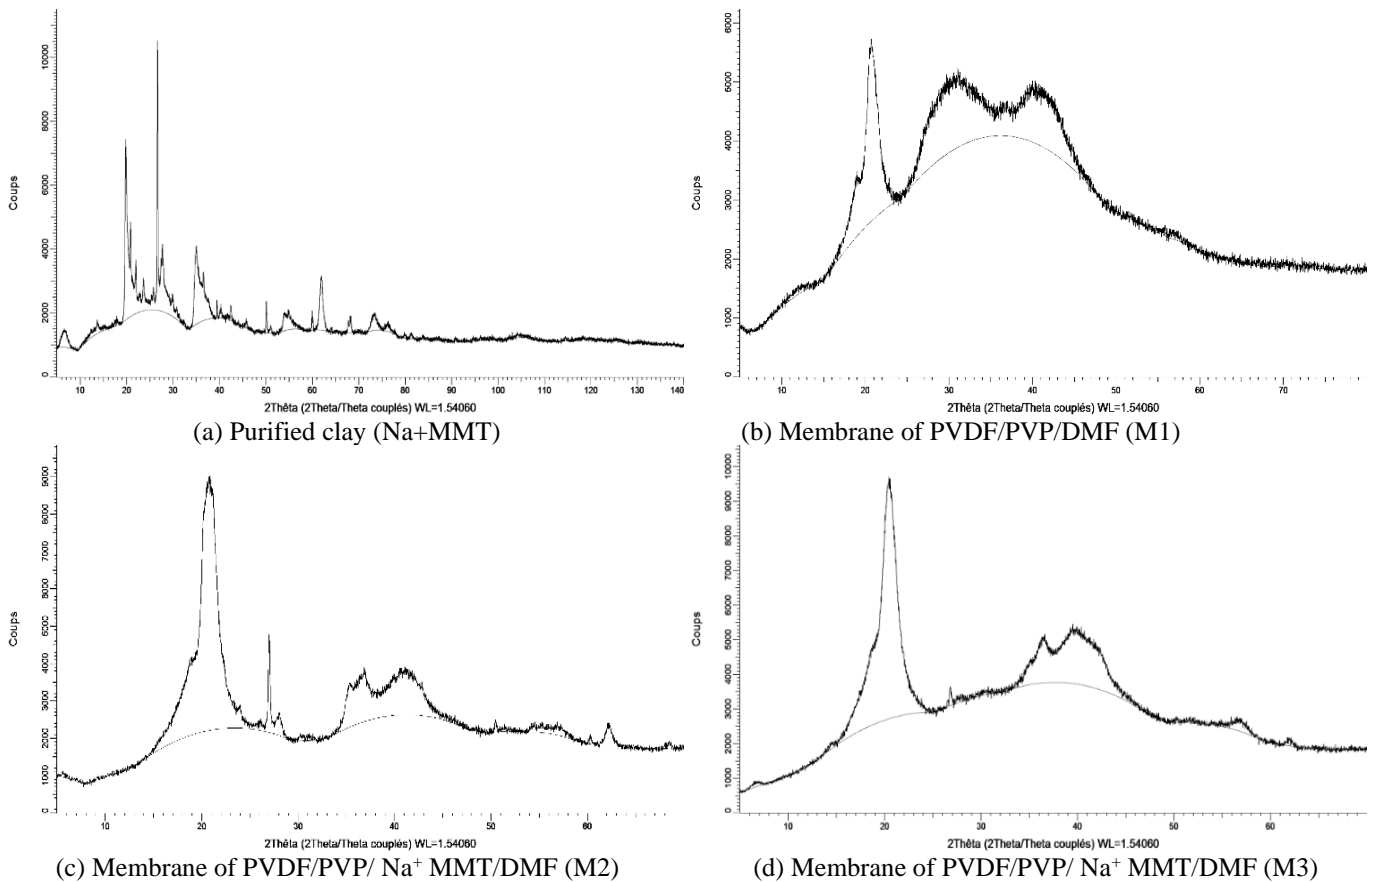 Coups
0
2000
4000
6000
8000
10000
10 20 30 40 50 60 70 80 90 100 110 120 130 140
2Thêta (2Theta/Theta couplés) WL=1.54060
(a) Purified clay (Na+MMT)
Coups
0
1000
2000
3000
4000
5000
6000
10 20 30 40 50 60 70
2Thêta (2Theta/Theta couplés) WL=1.54060
(b) Membrane of PVDF/PVP/DMF (M1)
Coups
0
1000
2000
3000
4000
5000
6000
7000
8000
9000
10 20 30 40 50 60
2Thêta (2Theta/Theta couplés) WL=1.54060
(c) Membrane of PVDF/PVP/ Na⁺ MMT/DMF (M2)
Coups
0
1000
2000
3000
4000
5000
6000
7000
8000
9000
10000
10 20 30 40 50 60
2Thêta (2Theta/Theta couplés) WL=1.54060
(d) Membrane of PVDF/PVP/ Na⁺ MMT/DMF (M3)